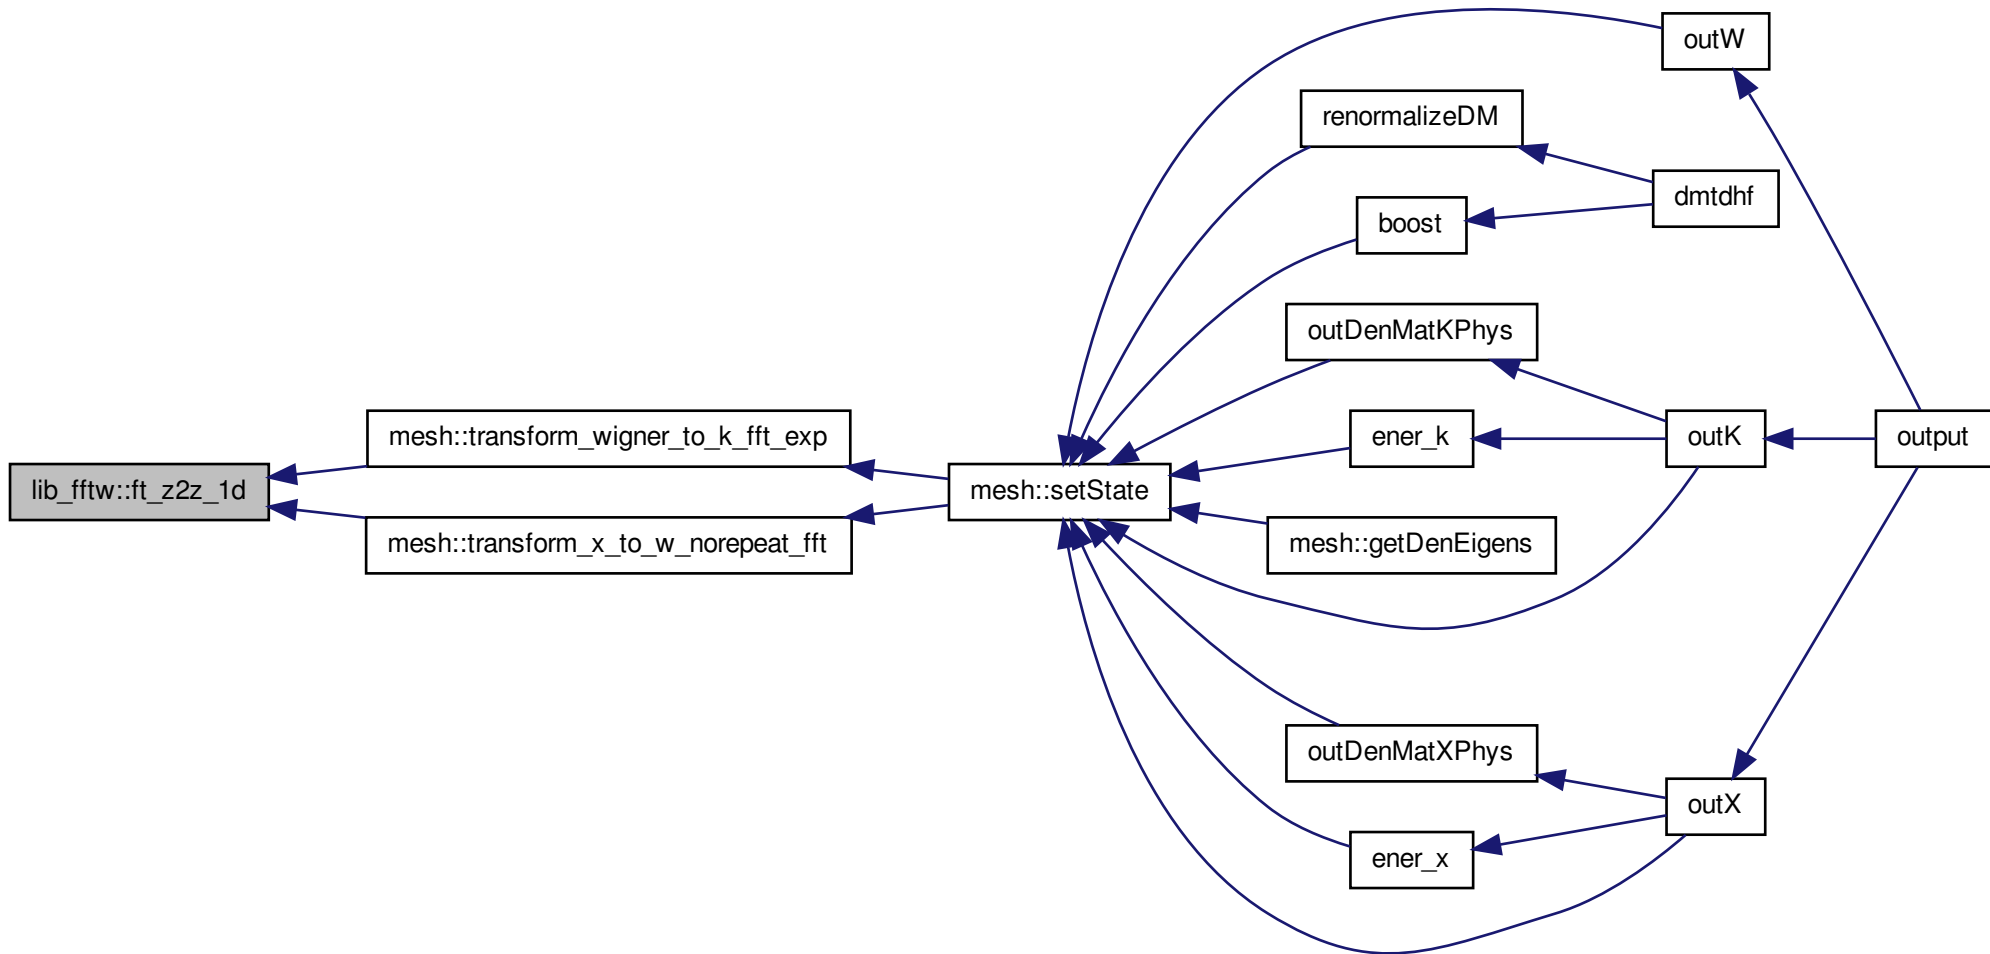 outW
renormalizeDM
dmtdhf
boost
outDenMatKPhys
mesh::transform_wigner_to_k_fft_exp
ener_k
outK
output
lib_fftw::ft_z2z_1d
mesh::setState
mesh::transform_x_to_w_norepeat_fft
mesh::getDenEigens
outDenMatXPhys
outX
ener_x